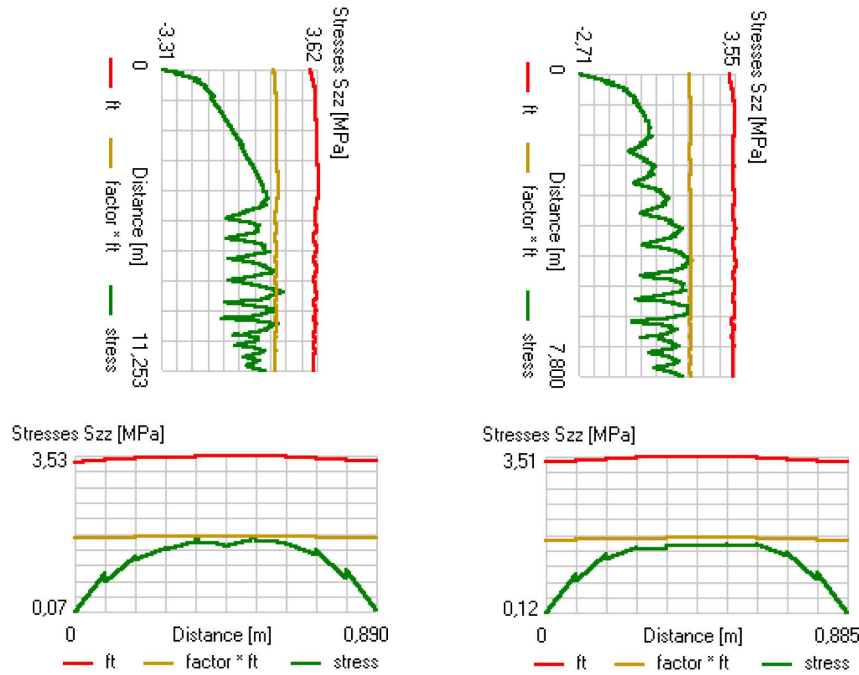 Stresses Szz [MPa]
-3,31
3,62
0
Distance [m]
11,253
ft
factor * ft
stress
Stresses Szz [MPa]
-2,71
3,55
0
Distance [m]
7,800
ft
factor * ft
stress
Stresses Szz [MPa]
3,53
0,07
0
Distance [m]
0,890
ft
factor * ft
stress
Stresses Szz [MPa]
3,51
0,12
0
Distance [m]
0,885
ft
factor * ft
stress